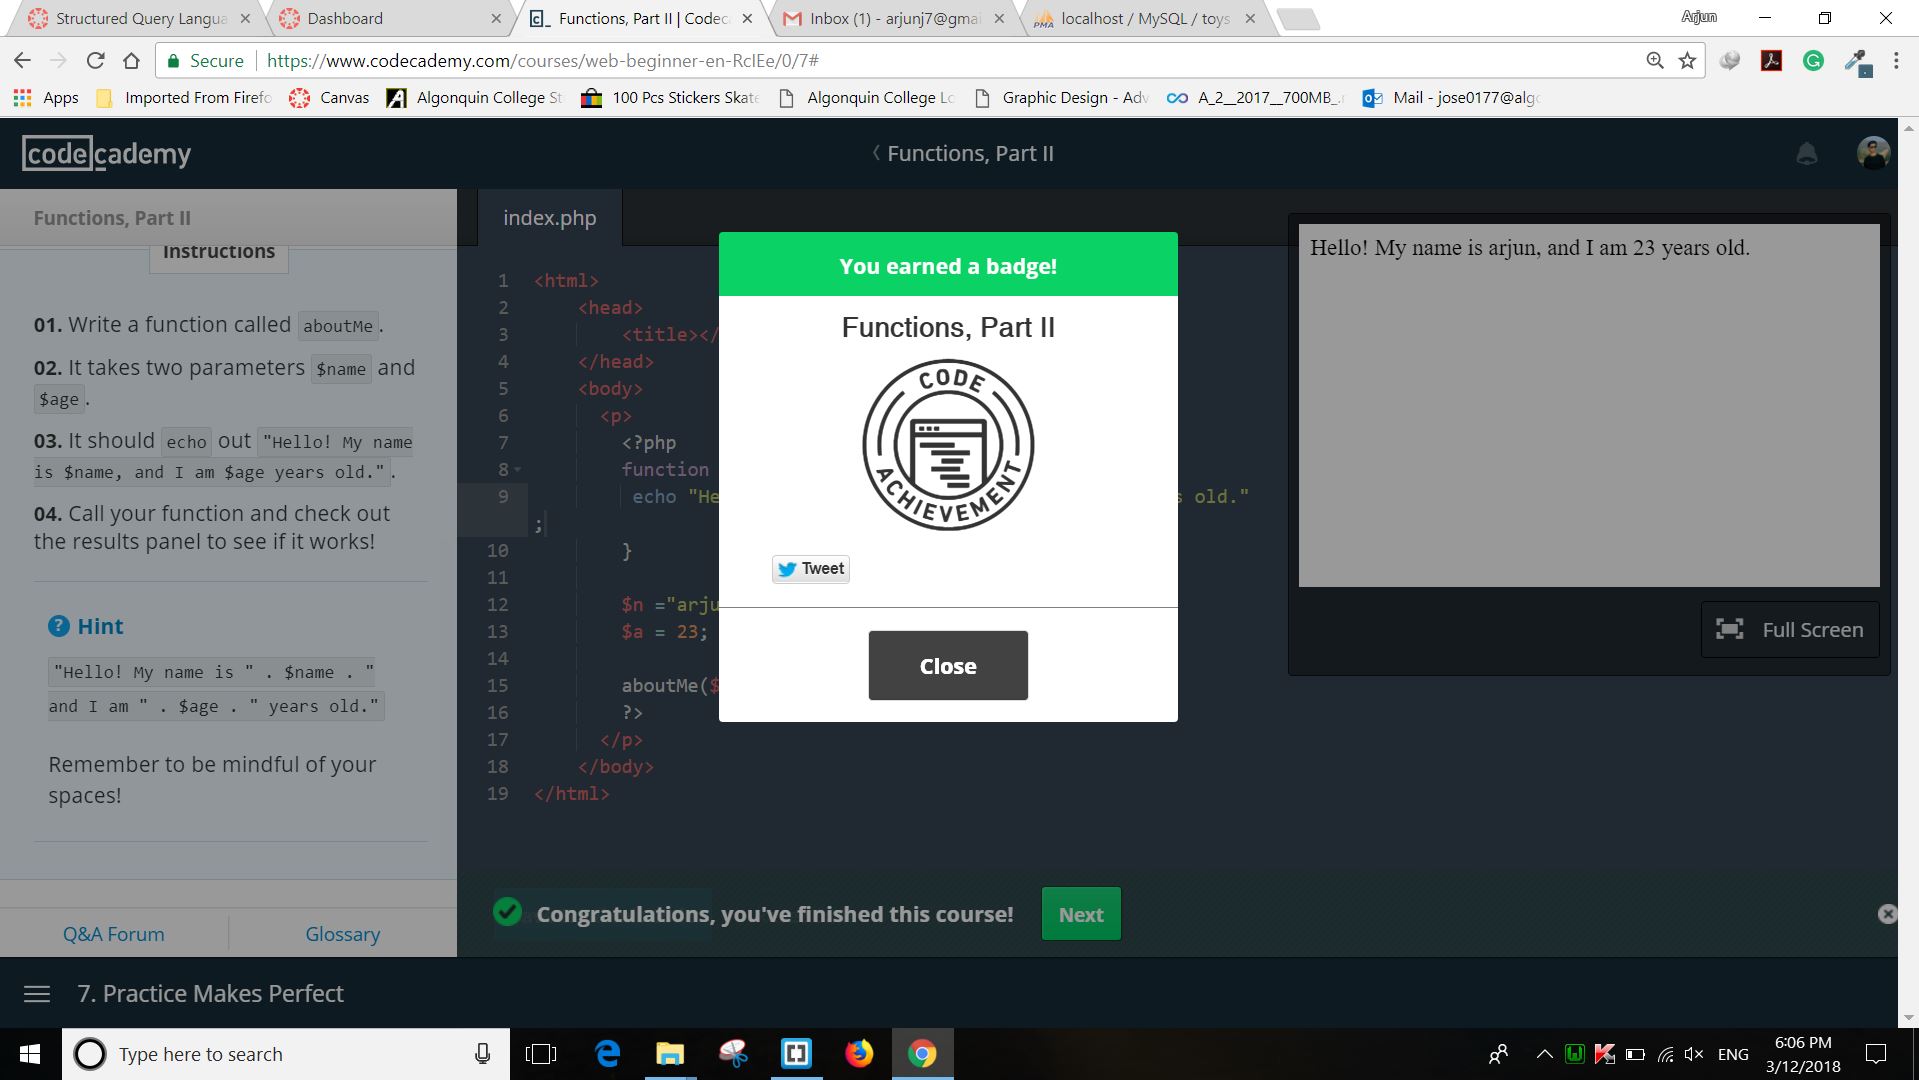 Structured Query Langua
Dashboard
Functions, Part II | Codeca
Inbox (1) - arjunj7@gmai
localhost / MySQL / toys
Arjun
Secure
https://www.codecademy.com/courses/web-beginner-en-RclEe/0/7#
Apps
Imported From Firefo
Canvas
Algonquin College St
100 Pcs Stickers Skate
Algonquin College Lo
Graphic Design - Adv
A_2__2017__700MB_.r
Mail - jose0177@algo
codecademy
Functions, Part II
Functions, Part II
Instructions
01. Write a function called aboutMe.
02. It takes two parameters $name and
$age.
03. It should echo out "Hello! My name
is $name, and I am $age years old.".
04. Call your function and check out
the results panel to see if it works!
? Hint
"Hello! My name is " . $name . "
and I am " . $age . " years old."
Remember to be mindful of your
spaces!
Q&A Forum
Glossary
index.php
1 <html>
2 <head>
3 <title></
4 </head>
5 <body>
6 <p>
7 <?php
8 function
9 echo "He s old."
;
10 }
11
12 $n ="arju
13 $a = 23;
14
15 aboutMe($
16 ?>
17 </p>
18 </body>
19 </html>
You earned a badge!
Functions, Part II
CODE
ACHIEVEMENT
Tweet
Close
Hello! My name is arjun, and I am 23 years old.
Full Screen
Congratulations, you've finished this course!
Next
7. Practice Makes Perfect
Type here to search
ENG
6:06 PM
3/12/2018